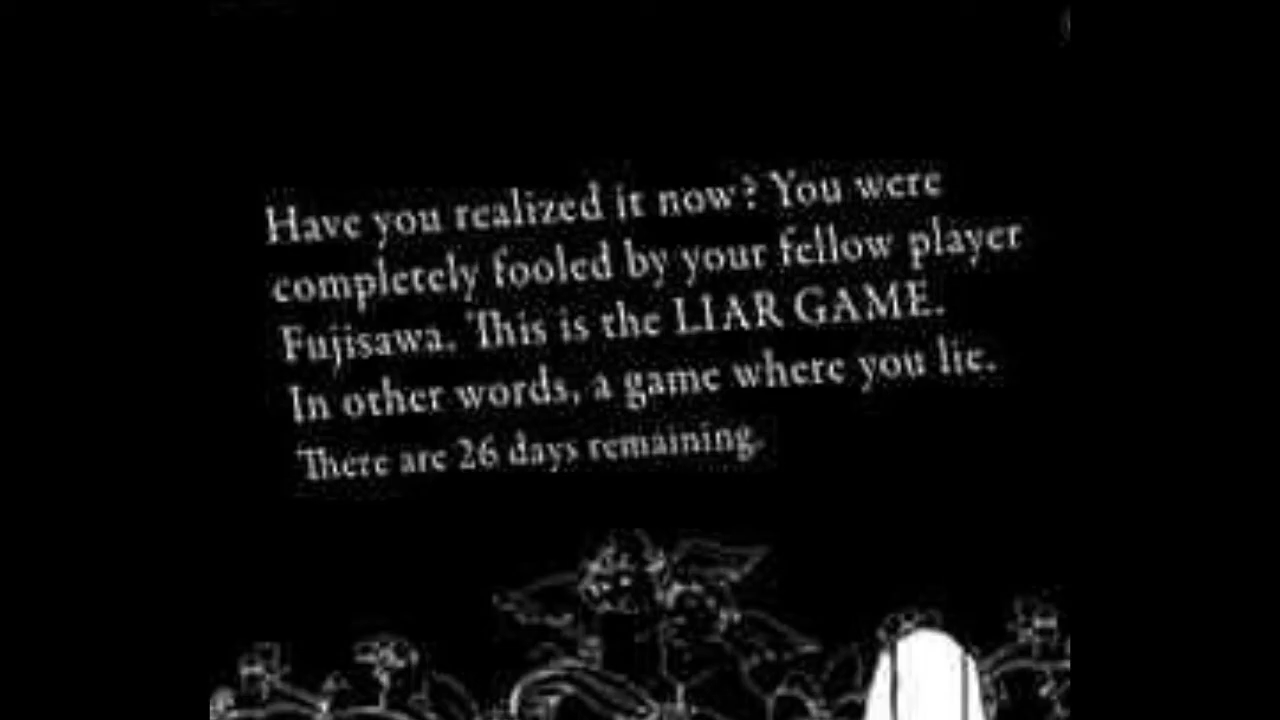 Have you realized it now? You were
completely fooled by your fellow player
Fujisawa. This is the LIAR GAME.
In other words, a game where you lie.
There are 26 days remaining.